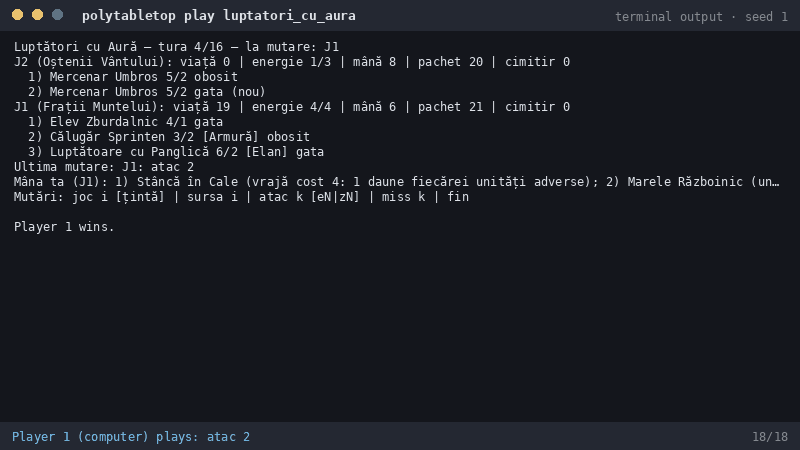 polytabletop play luptatori_cu_aura
terminal output · seed 1
Luptători cu Aură — tura 4/16 — la mutare: J1
J2 (Oștenii Vântului): viață 0 | energie 1/3 | mână 8 | pachet 20 | cimitir 0
1) Mercenar Umbros 5/2 obosit
2) Mercenar Umbros 5/2 gata (nou)
J1 (Frații Muntelui): viață 19 | energie 4/4 | mână 6 | pachet 21 | cimitir 0
1) Elev Zburdalnic 4/1 gata
2) Călugăr Sprinten 3/2 [Armură] obosit
3) Luptătoare cu Panglică 6/2 [Elan] gata
Ultima mutare: J1: atac 2
Mâna ta (J1): 1) Stâncă în Cale (vrajă cost 4: 1 daune fiecărei unități adverse); 2) Marele Războinic (un…
Mutări: joc i [țintă] | sursa i | atac k [eN|zN] | miss k | fin
Player 1 wins.
Player 1 (computer) plays: atac 2
18/18